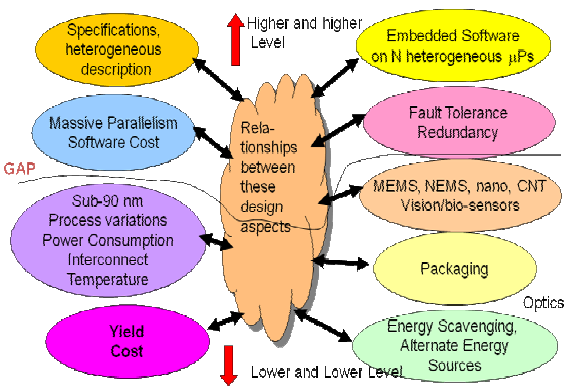 Specifications,
heterogeneous
description
Higher and higher
Level
Embedded Software
on N heterogeneous µPs
Massive Parallelism
Software Cost
Rela-
tionships
between
these
design
aspects
Fault Tolerance
Redundancy
GAP
MEMS, NEMS, nano, CNT
Vision/bio-sensors
Sub-90 nm
Process variations
Power Consumption
Interconnect
Temperature
Packaging
Optics
Yield
Cost
Energy Scavenging,
Alternate Energy
Sources
Lower and Lower Level